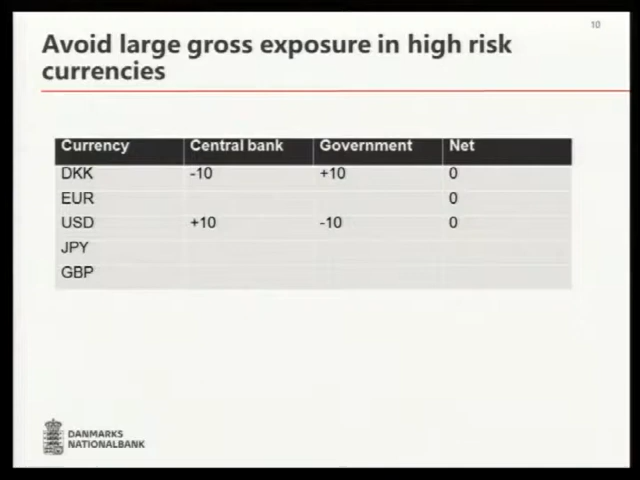 10
Avoid large gross exposure in high risk
currencies
Currency Central bank Government Net
DKK -10 +10 0
EUR 0
USD +10 -10 0
JPY
GBP
DANMARKS
NATIONALBANK